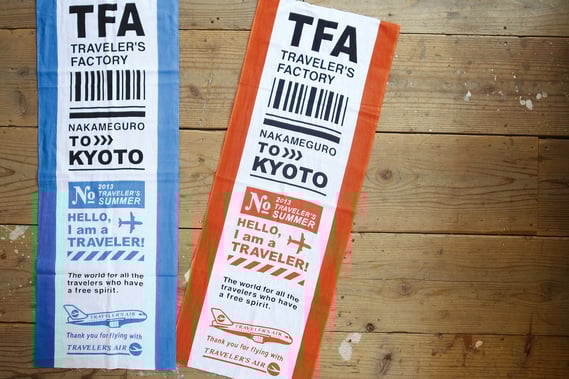 TFA
TRAVELER'S
FACTORY
NAKAMEGURO
TO >>>
KYOTO
No 2013
TRAVELER'S
SUMMER
HELLO,
I am a
TRAVELER!
The world for all the
travelers who have
a free spirit.
TRAVELER'S AIR
Thank you for flying with
TRAVELER'S AIR
TFA
TRAVELER'S
FACTORY
NAKAMEGURO
TO >>>
KYOTO
No 2013
TRAVELER'S
SUMMER
HELLO,
I am a
TRAVELER!
The world for all the
travelers who have
a free spirit.
TRAVELER'S AIR
Thank you for flying with
TRAVELER'S AIR